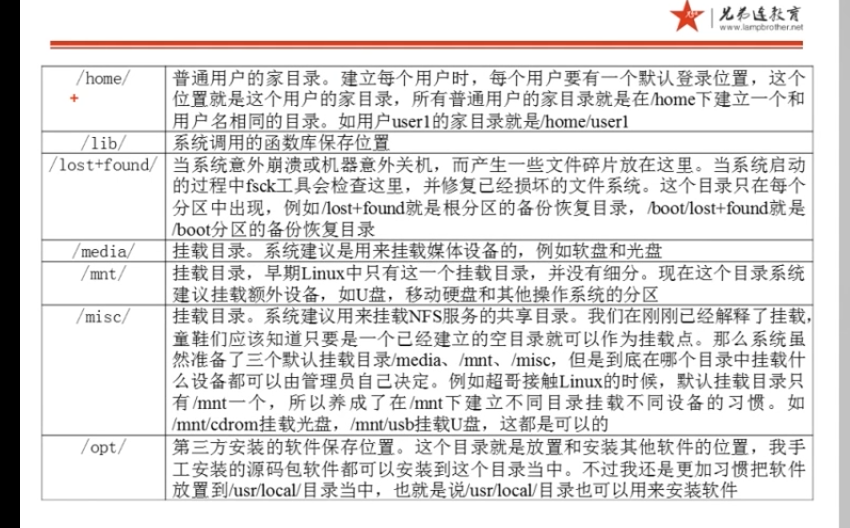 兄弟连教育
www.lampbrother.net
/home/
普通用户的家目录。建立每个用户时，每个用户要有一个默认登录位置，这个
位置就是这个用户的家目录，所有普通用户的家目录就是在/home下建立一个和
用户名相同的目录。如用户user1的家目录就是/home/user1
/lib/
系统调用的函数库保存位置
/lost+found/
当系统意外崩溃或机器意外关机，而产生一些文件碎片放在这里。当系统启动
的过程中fsck工具会检查这里，并修复已经损坏的文件系统。这个目录只在每个
分区中出现，例如/lost+found就是根分区的备份恢复目录，/boot/lost+found就是
/boot分区的备份恢复目录
/media/
挂载目录。系统建议是用来挂载媒体设备的，例如软盘和光盘
/mnt/
挂载目录，早期Linux中只有这一个挂载目录，并没有细分。现在这个目录系统
建议挂载额外设备，如U盘，移动硬盘和其他操作系统的分区
/misc/
挂载目录。系统建议用来挂载NFS服务的共享目录。我们在刚刚已经解释了挂载，
童鞋们应该知道只要是一个已经建立的空目录就可以作为挂载点。那么系统虽
然准备了三个默认挂载目录/media、/mnt、/misc，但是到底在哪个目录中挂载什
么设备都可以由管理员自己决定。例如超哥接触Linux的时候，默认挂载目录只
有/mnt一个，所以养成了在/mnt下建立不同目录挂载不同设备的习惯。如
/mnt/cdrom挂载光盘，/mnt/usb挂载U盘，这都是可以的
/opt/
第三方安装的软件保存位置。这个目录就是放置和安装其他软件的位置，我手
工安装的源码包软件都可以安装到这个目录当中。不过我还是更加习惯把软件
放置到/usr/local/目录当中，也就是说/usr/local/目录也可以用来安装软件